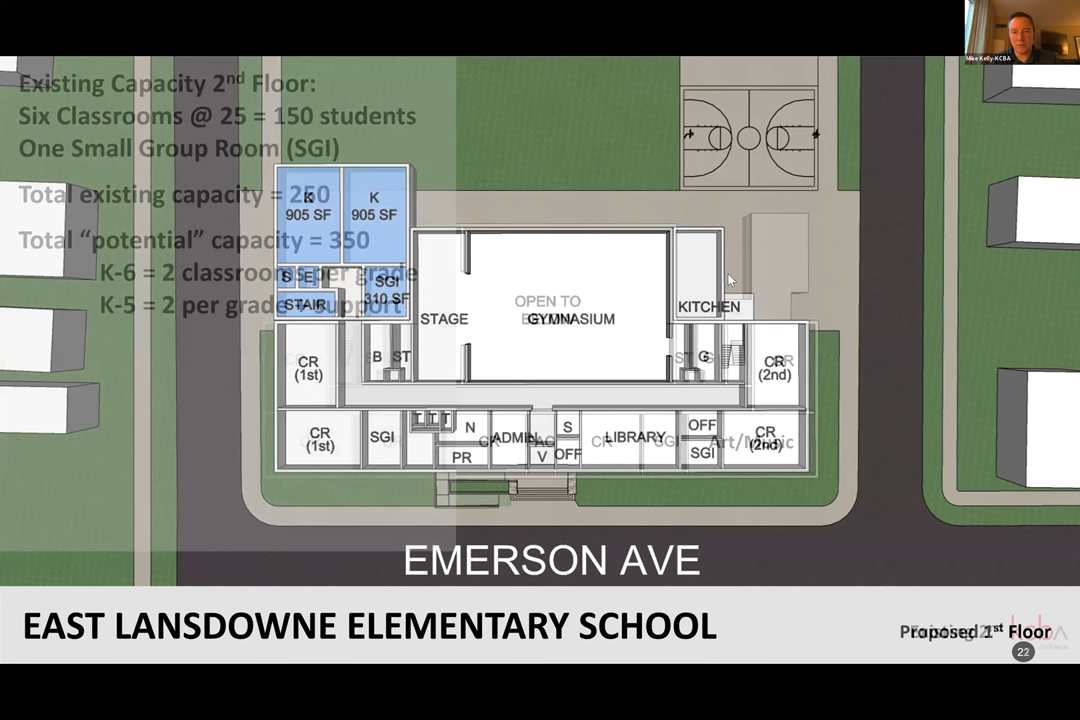 Mike Kelly-KCBA
Existing Capacity 2nd Floor:
Six Classrooms @ 25 = 150 students
One Small Group Room (SGI)
Total existing capacity = 250
Total “potential” capacity = 350
K-6 = 2 classrooms per grade
K-5 = 2 per grade + support
K
905 SF
K
905 SF
S
E
SGI
310 SF
STAIR
STAGE
OPEN TO
GYMNASIUM
KITCHEN
CR
(1st)
B
ST
ST
G
CR
(2nd)
CR
(1st)
SGI
N
PR
ADMIN
S
V
OFF
LIBRARY
OFF
SGI
Art/Music
CR
(2nd)
CR
CR
SGI
EMERSON AVE
EAST LANSDOWNE ELEMENTARY SCHOOL
Proposed 1st Floor
22